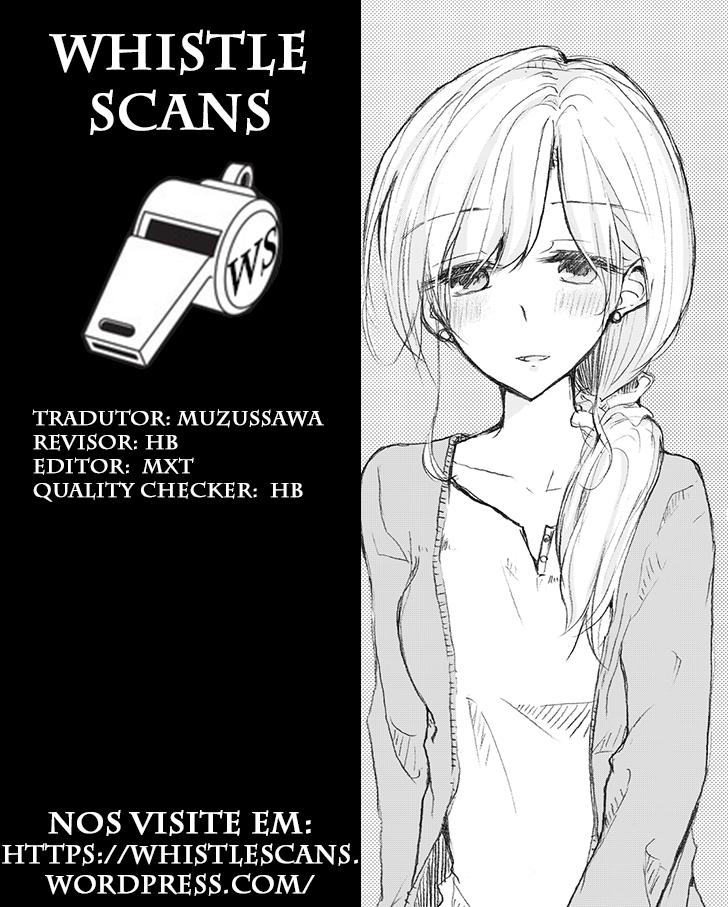 WHISTLE
SCANS
WS
TRADUTOR: MUZUSSAWA
REVISOR: HB
EDITOR: MXT
QUALITY CHECKER: HB
NOS VISITE EM:
HTTPS://WHISTLESCANS.
WORDPRESS.COM/